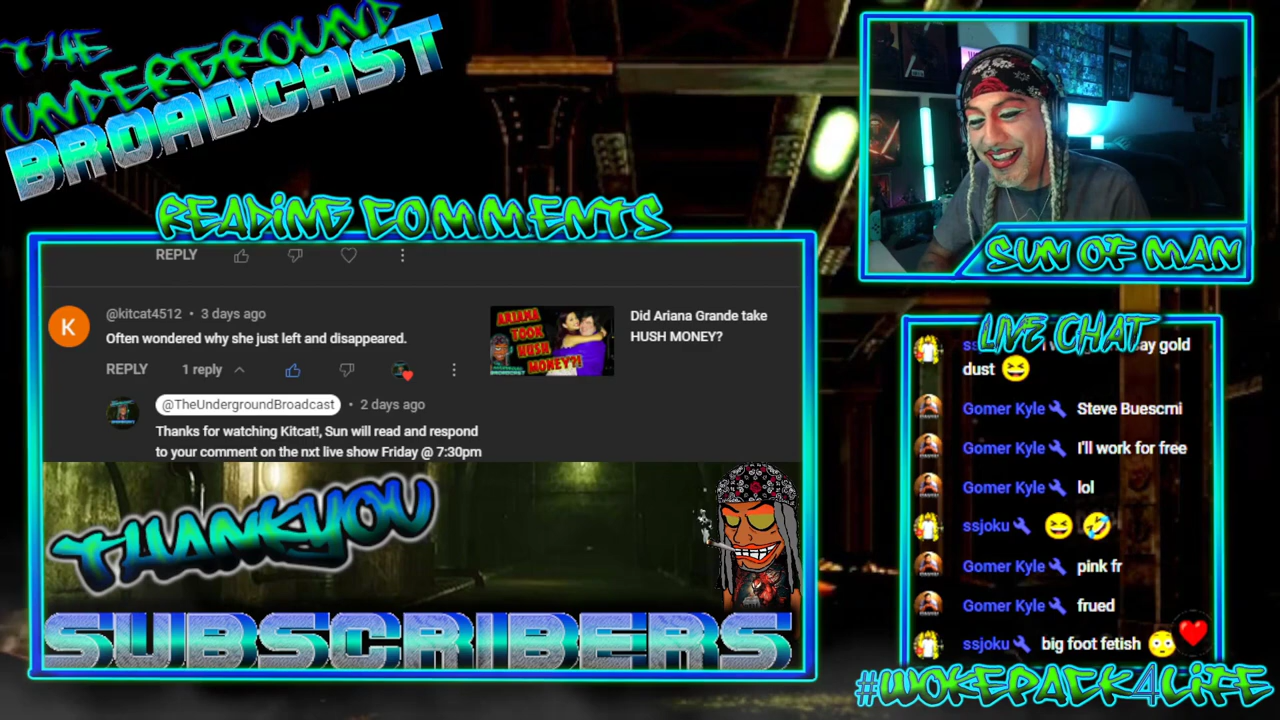 THE
UNDERGROUND
BROADCAST
READING COMMENTS
REPLY
@kitcat4512 • 3 days ago
Often wondered why she just left and disappeared.
REPLY 1 reply
@TheUndergroundBroadcast • 2 days ago
Thanks for watching Kitcat!, Sun will read and respond
to your comment on the nxt live show Friday @ 7:30pm
K
ARIANA
TOOK
HUSH
MONEY?!
Did Ariana Grande take
HUSH MONEY?
THANKYOU
SUBSCRIBERS
SUN OF MAN
LIVE CHAT
ay gold
dust 😆
Gomer Kyle Steve Buescmi
Gomer Kyle I'll work for free
Gomer Kyle lol
ssjoku 😆 🤣
Gomer Kyle pink fr
Gomer Kyle frued
ssjoku big foot fetish 😳
#WOKEPACK4LIFE